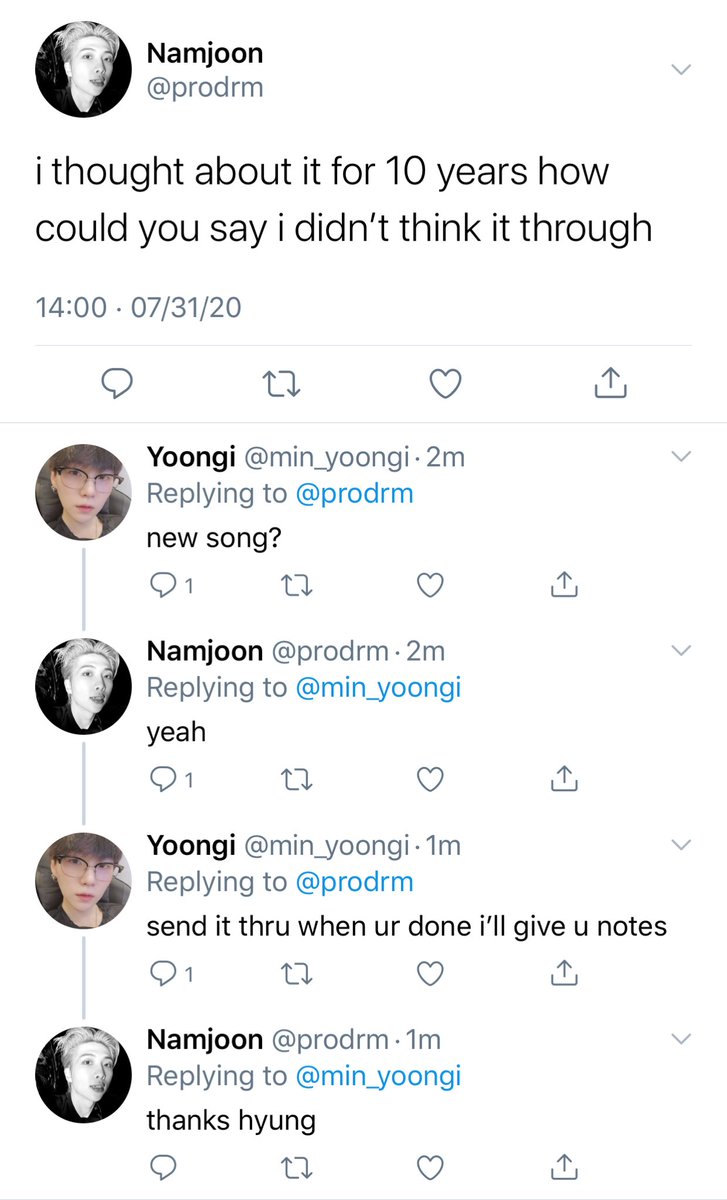 Namjoon
@prodrm
i thought about it for 10 years how
could you say i didn’t think it through
14:00 · 07/31/20
Yoongi @min_yoongi · 2m
Replying to @prodrm
new song?
1
Namjoon @prodrm · 2m
Replying to @min_yoongi
yeah
1
Yoongi @min_yoongi · 1m
Replying to @prodrm
send it thru when ur done i’ll give u notes
1
Namjoon @prodrm · 1m
Replying to @min_yoongi
thanks hyung